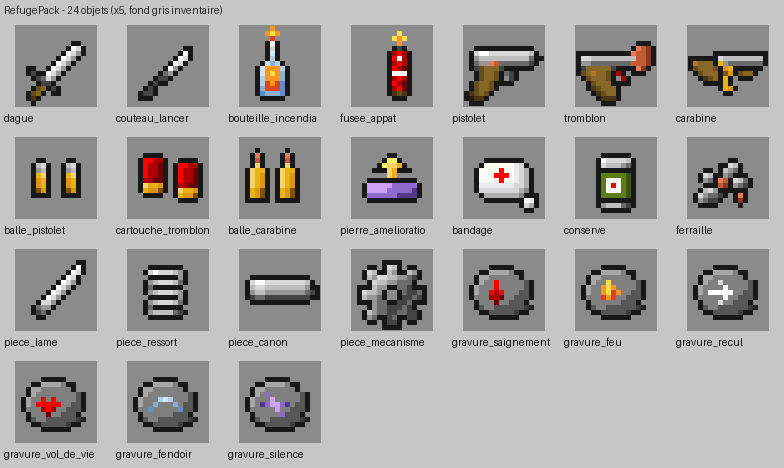 RefugePack - 24 objets (x5, fond gris inventaire)
dague couteau_lancer bouteille_incendia fusee_appat pistolet tromblon carabine
balle_pistolet cartouche_tromblon balle_carabine pierre_amelioratio bandage conserve ferraille
piece_lame piece_ressort piece_canon piece_mecanisme gravure_saignement gravure_feu gravure_recul
gravure_vol_de_vie gravure_fendoir gravure_silence